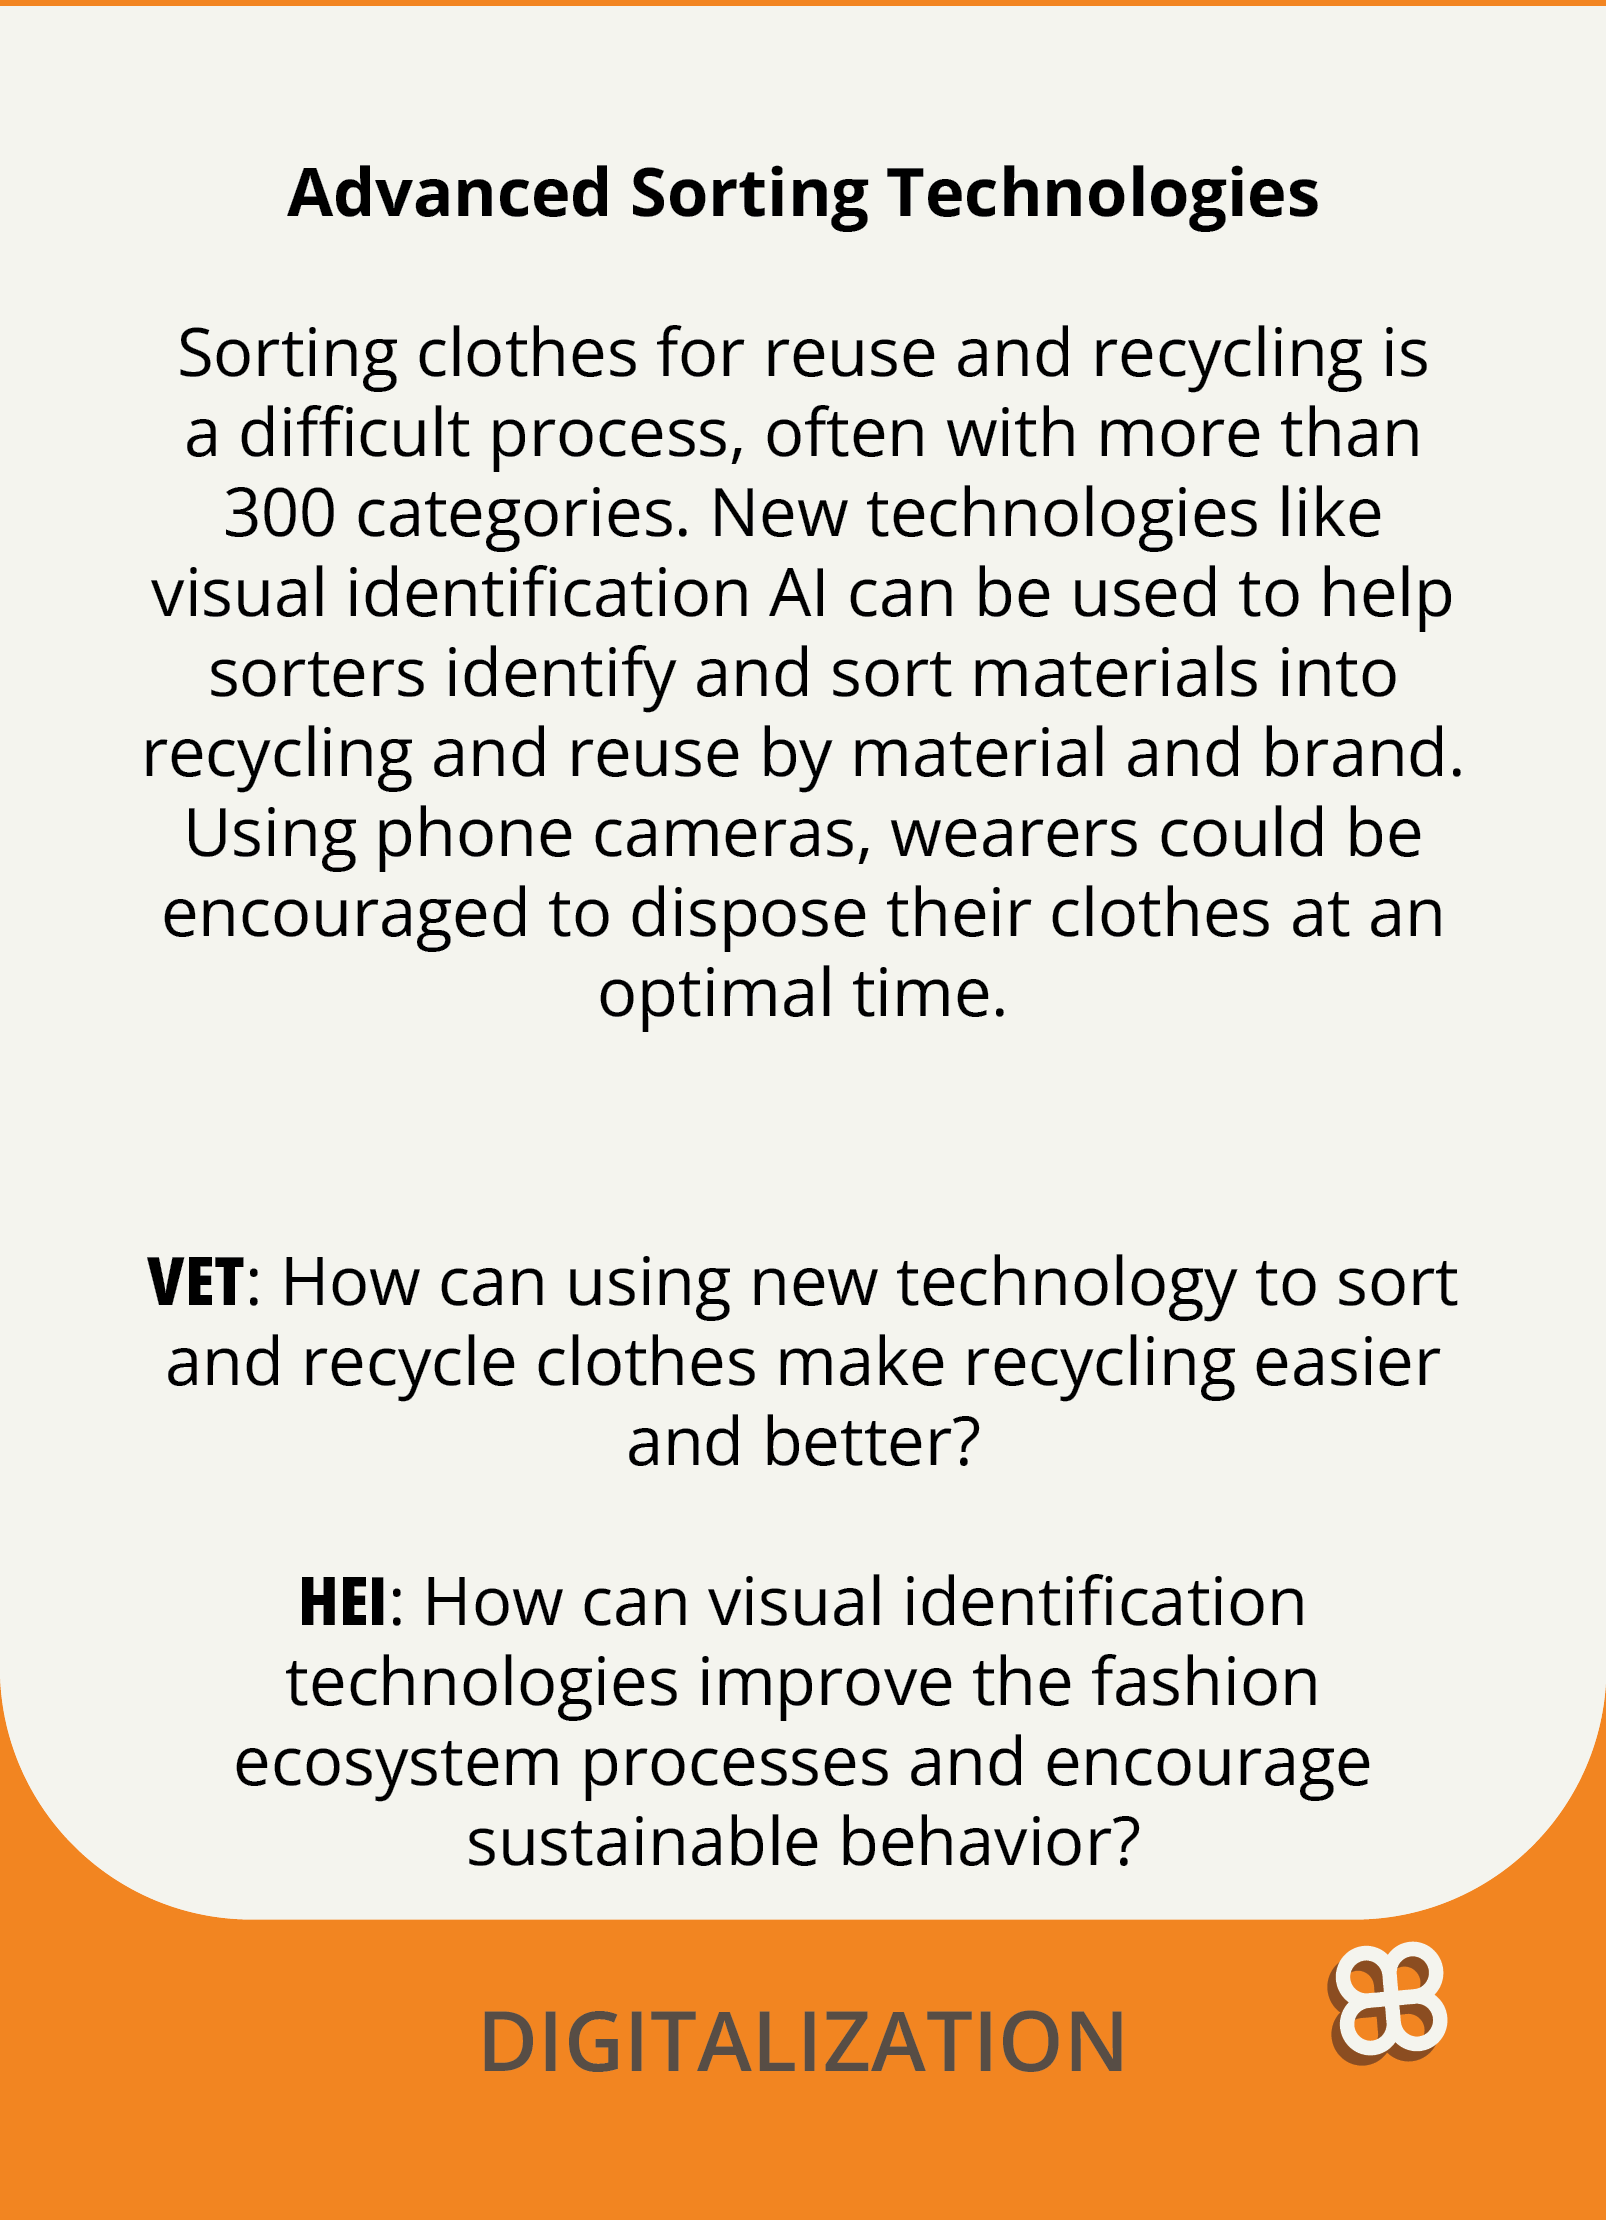 Advanced Sorting Technologies
Sorting clothes for reuse and recycling is
a difficult process, often with more than
300 categories. New technologies like
visual identification AI can be used to help
sorters identify and sort materials into
recycling and reuse by material and brand.
Using phone cameras, wearers could be
encouraged to dispose their clothes at an
optimal time.
VET: How can using new technology to sort
and recycle clothes make recycling easier
and better?
HEI: How can visual identification
technologies improve the fashion
ecosystem processes and encourage
sustainable behavior?
DIGITALIZATION